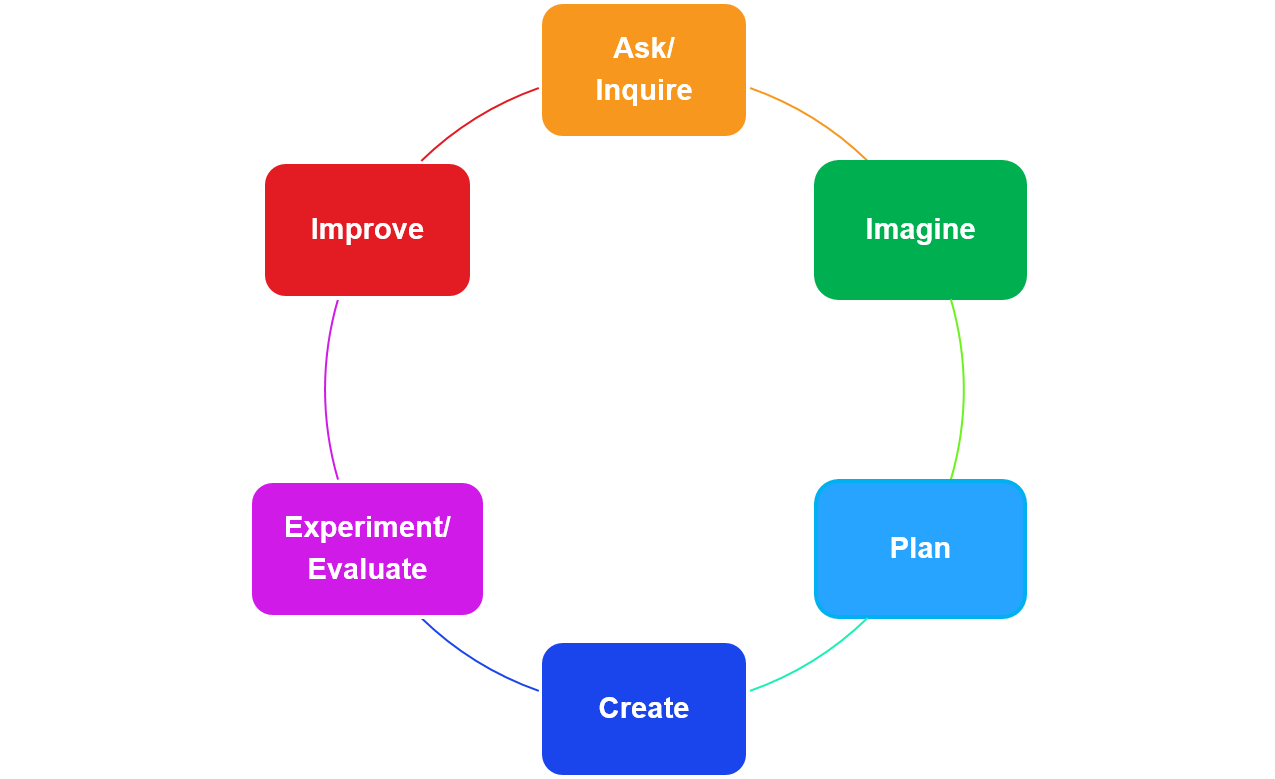 Ask/
Inquire
Improve
Imagine
Experiment/
Evaluate
Plan
Create